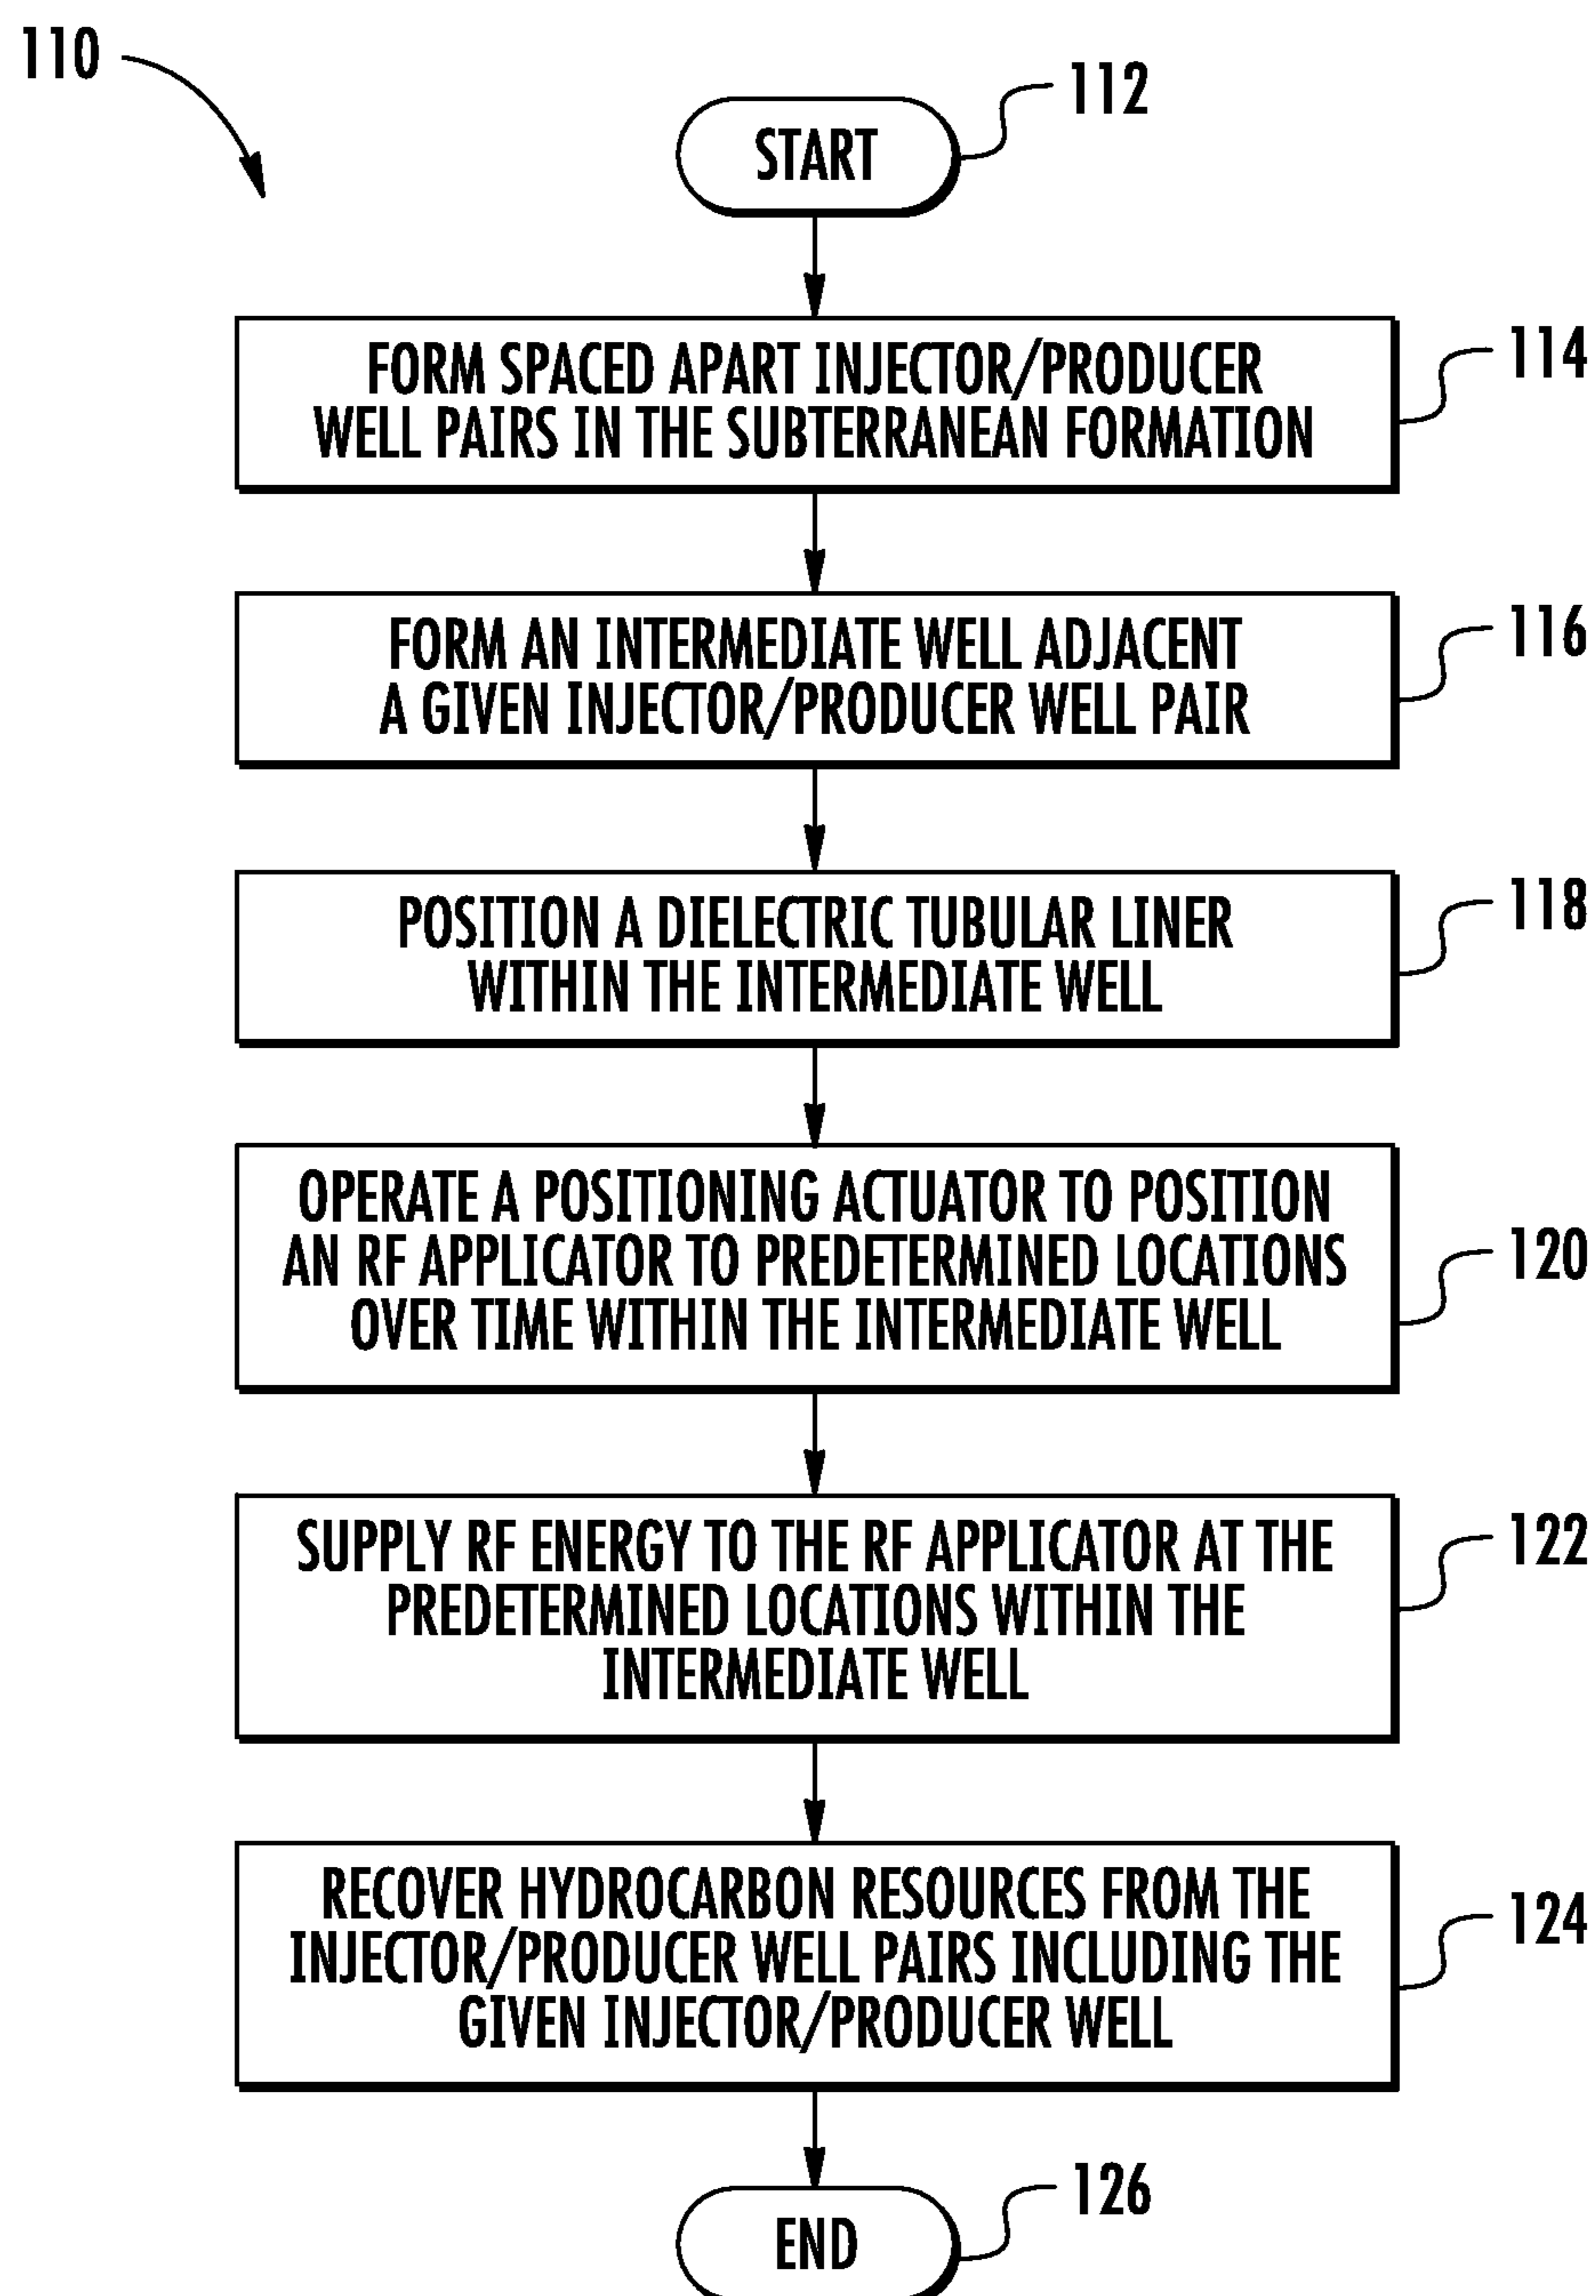 110
112
START
FORM SPACED APART INJECTOR/PRODUCER
WELL PAIRS IN THE SUBTERRANEAN FORMATION
114
FORM AN INTERMEDIATE WELL ADJACENT
A GIVEN INJECTOR/PRODUCER WELL PAIR
116
POSITION A DIELECTRIC TUBULAR LINER
WITHIN THE INTERMEDIATE WELL
118
OPERATE A POSITIONING ACTUATOR TO POSITION
AN RF APPLICATOR TO PREDETERMINED LOCATIONS
OVER TIME WITHIN THE INTERMEDIATE WELL
120
SUPPLY RF ENERGY TO THE RF APPLICATOR AT THE
PREDETERMINED LOCATIONS WITHIN THE
INTERMEDIATE WELL
122
RECOVER HYDROCARBON RESOURCES FROM THE
INJECTOR/PRODUCER WELL PAIRS INCLUDING THE
GIVEN INJECTOR/PRODUCER WELL
124
126
END